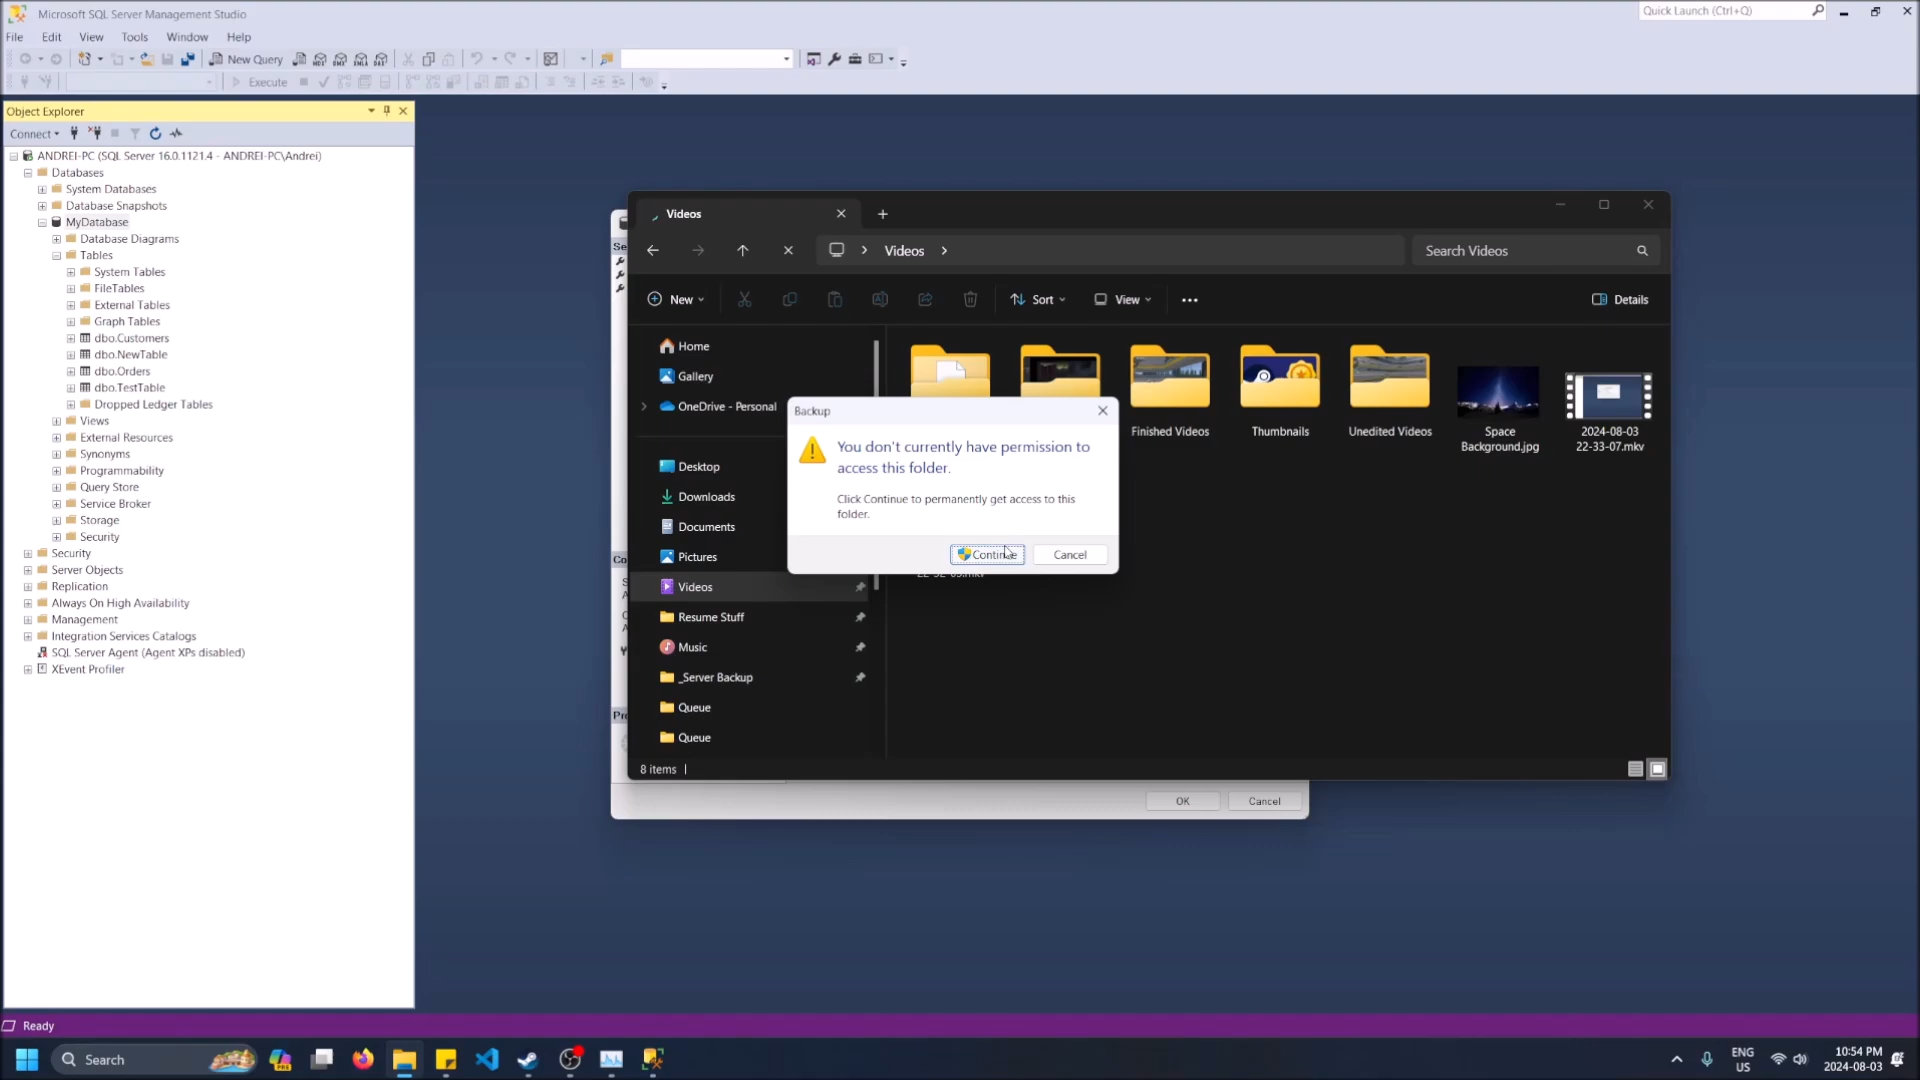 Microsoft SQL Server Management Studio
Quick Launch (Ctrl+Q)
File Edit View Tools Window Help
New Query
Execute
Object Explorer
Connect
ANDREI-PC (SQL Server 16.0.1121.4 - ANDREI-PC\Andrei)
Databases
System Databases
Database Snapshots
MyDatabase
Database Diagrams
Tables
System Tables
FileTables
External Tables
Graph Tables
dbo.Customers
dbo.NewTable
dbo.Orders
dbo.TestTable
Dropped Ledger Tables
Views
External Resources
Synonyms
Programmability
Query Store
Service Broker
Storage
Security
Security
Server Objects
Replication
Always On High Availability
Management
Integration Services Catalogs
SQL Server Agent (Agent XPs disabled)
XEvent Profiler
Videos
Videos
Search Videos
New
Sort
View
Details
Home
Gallery
OneDrive - Personal
Desktop
Downloads
Documents
Pictures
Videos
Resume Stuff
Music
_Server Backup
Queue
Queue
Finished Videos
Thumbnails
Unedited Videos
Space
Background.jpg
2024-08-03
22-33-07.mkv
Backup
You don't currently have permission to
access this folder.
Click Continue to permanently get access to this
folder.
Continue
Cancel
8 items
OK
Cancel
Ready
Search
ENG
US
10:54 PM
2024-08-03